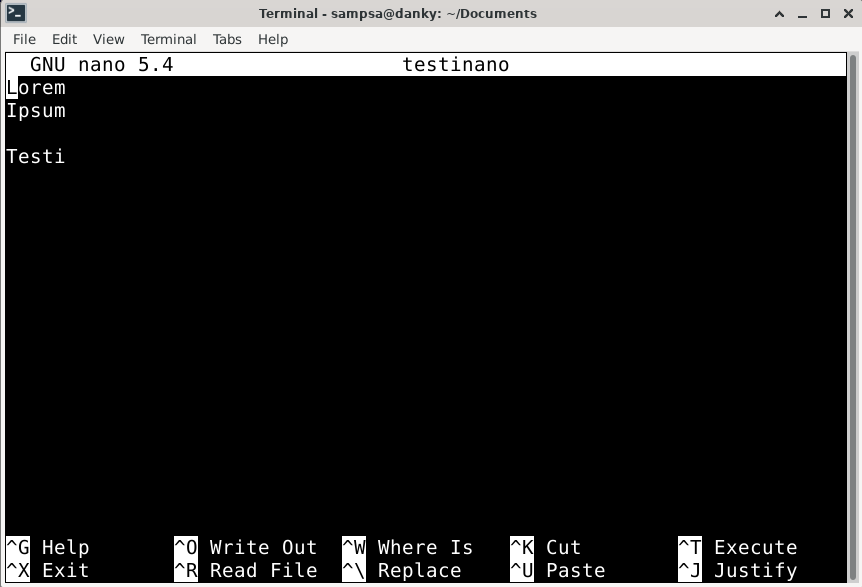 Terminal - sampsa@danky: ~/Documents
File Edit View Terminal Tabs Help
GNU nano 5.4 testinano
Lorem
Ipsum
Testi
^G Help ^O Write Out ^W Where Is ^K Cut ^T Execute
^X Exit ^R Read File ^\ Replace ^U Paste ^J Justify